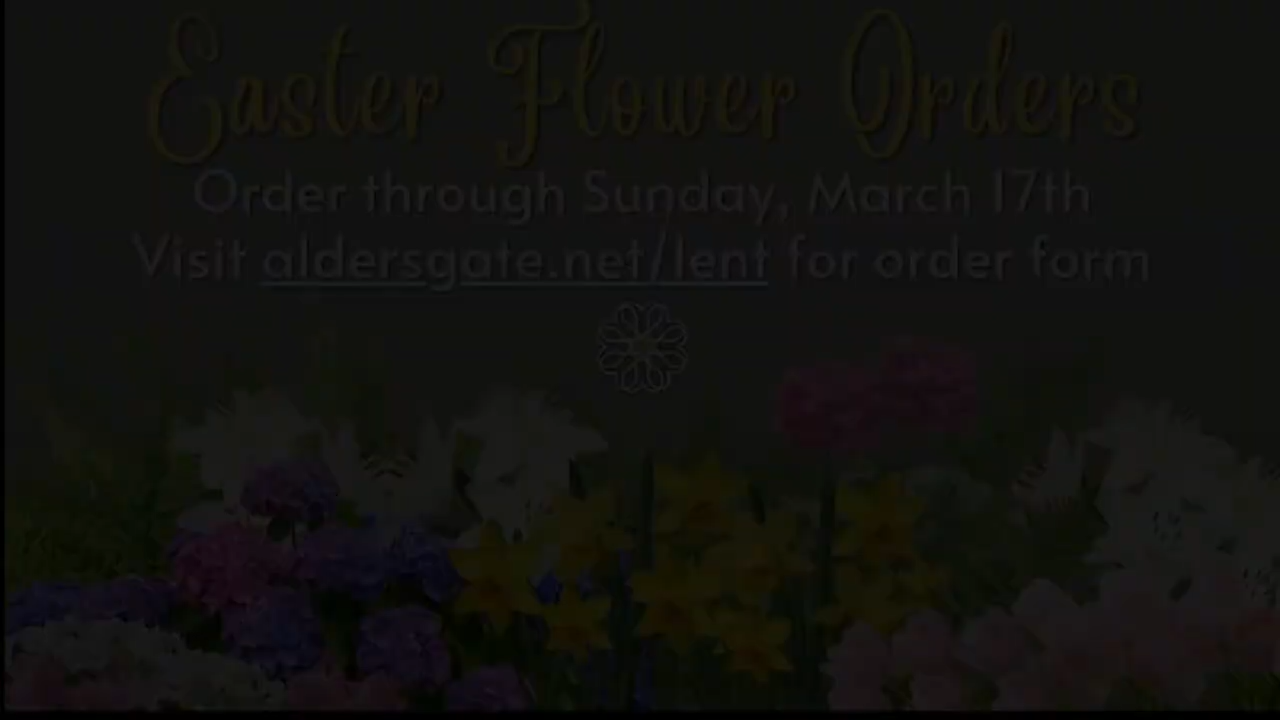 Easter Flower Orders
Order through Sunday, March 17th
Visit aldersgate.net/lent for order form